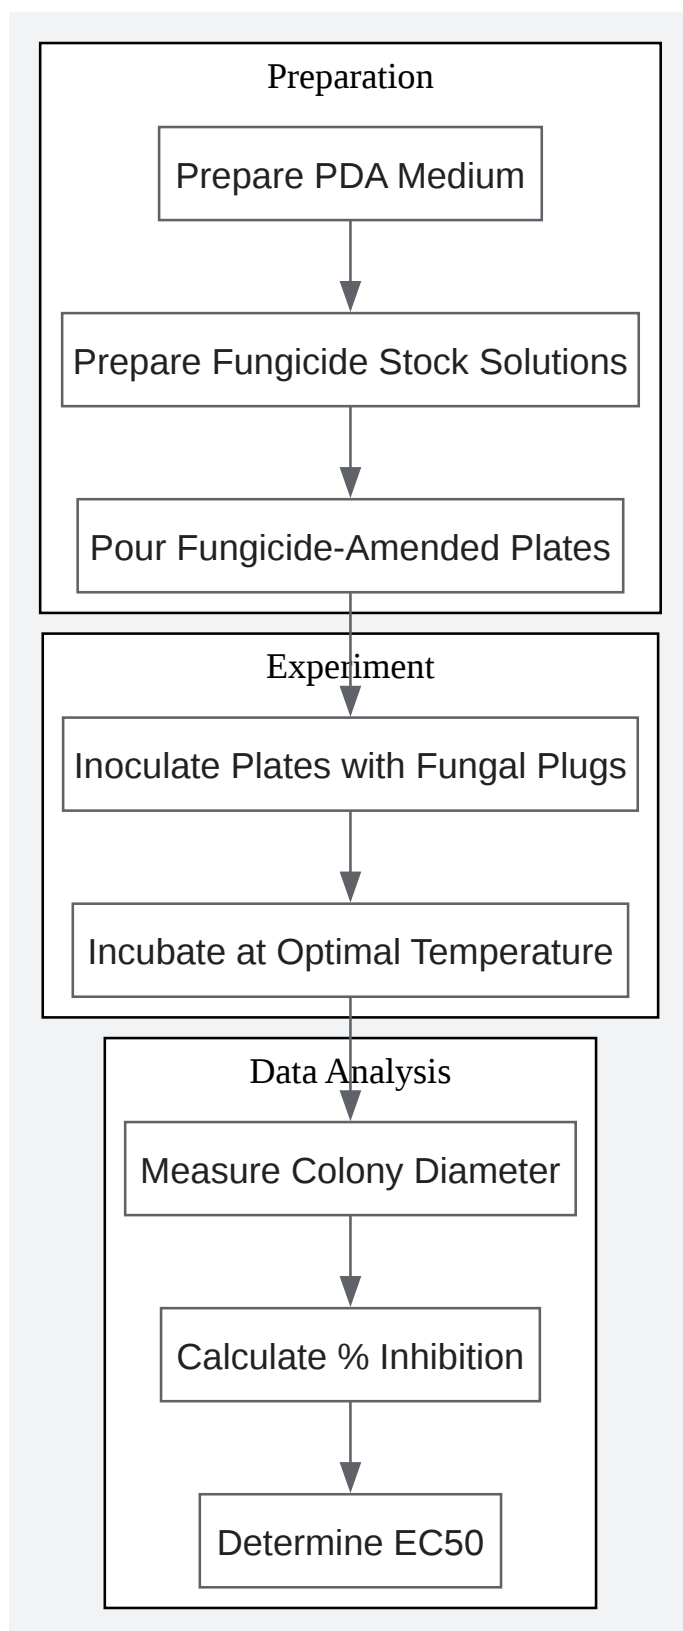 Preparation
Prepare PDA Medium
Prepare Fungicide Stock Solutions
Pour Fungicide-Amended Plates
Experiment
Inoculate Plates with Fungal Plugs
Incubate at Optimal Temperature
Data Analysis
Measure Colony Diameter
Calculate % Inhibition
Determine EC50